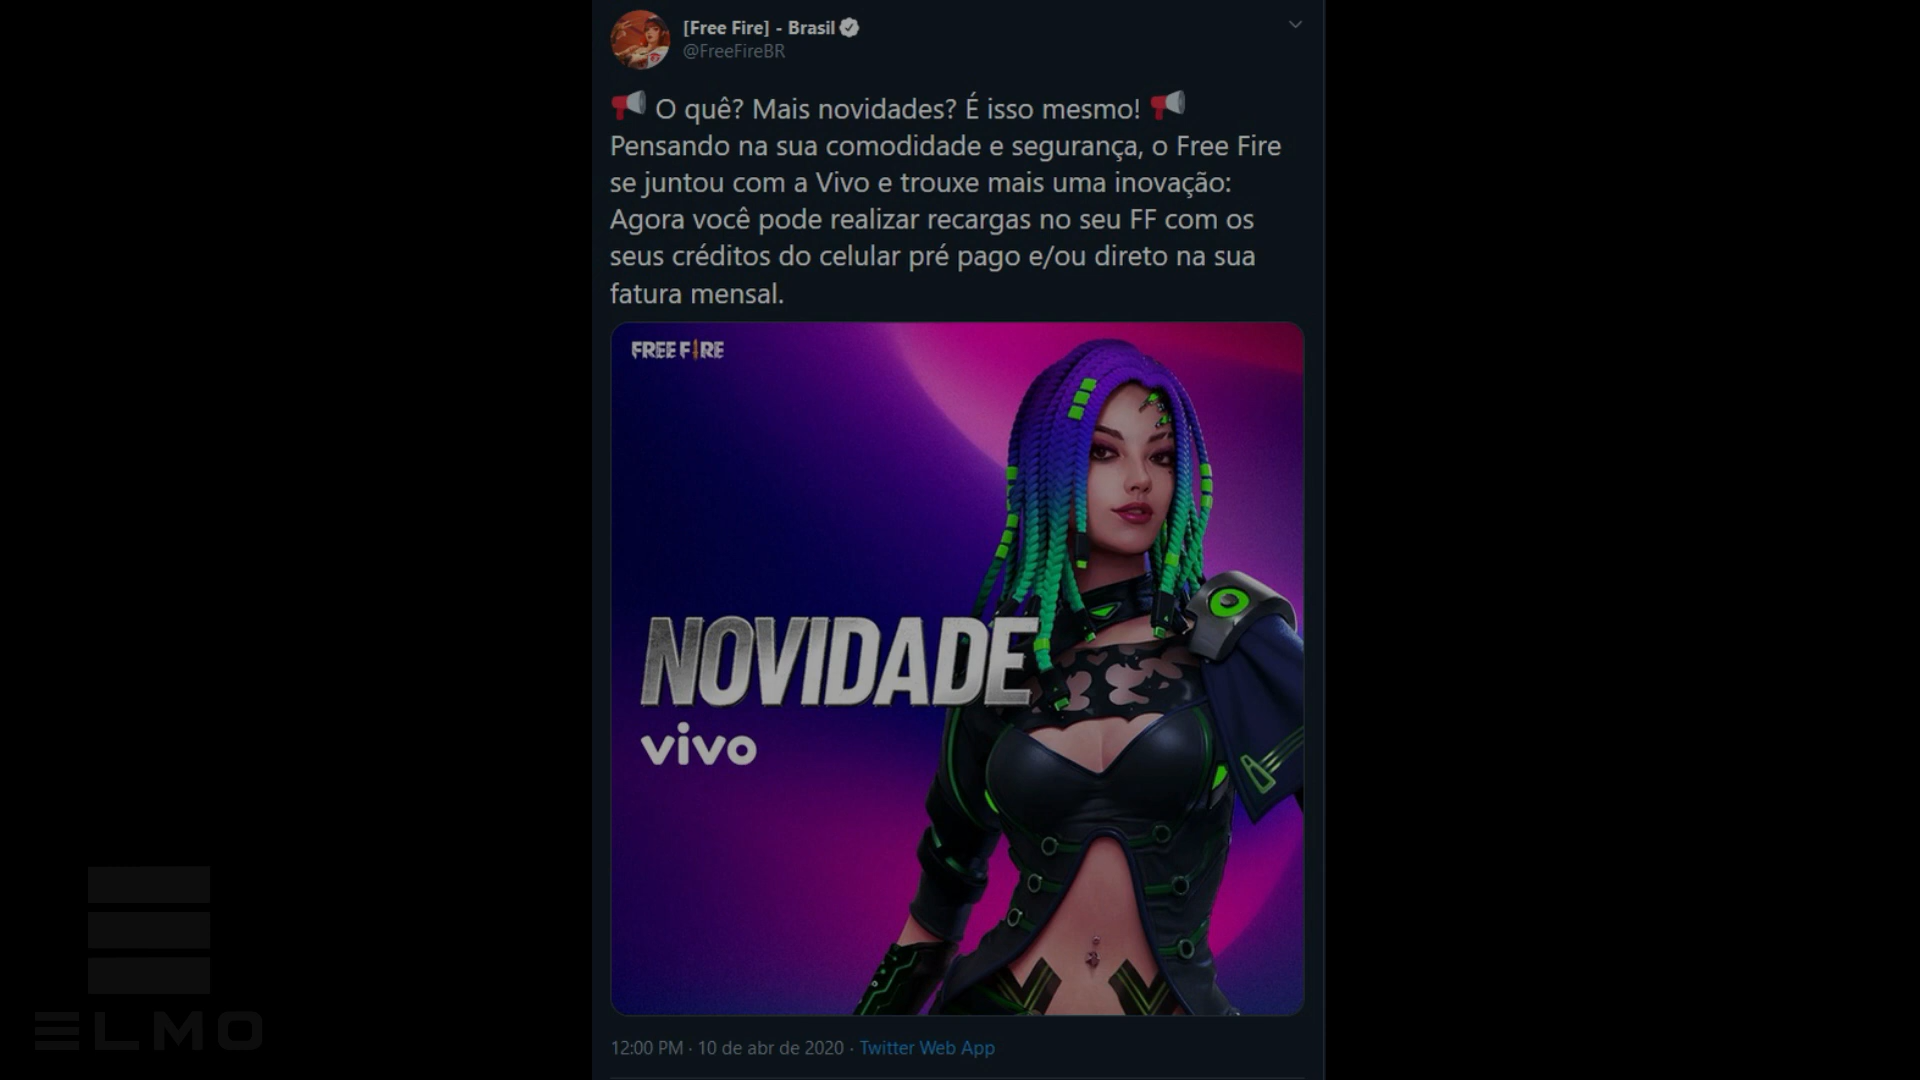 [Free Fire] - Brasil
@FreeFireBR
O quê? Mais novidades? É isso mesmo!
Pensando na sua comodidade e segurança, o Free Fire
se juntou com a Vivo e trouxe mais uma inovação:
Agora você pode realizar recargas no seu FF com os
seus créditos do celular pré pago e/ou direto na sua
fatura mensal.
FREE FIRE
NOVIDADE
vivo
ELMO
12:00 PM · 10 de abr de 2020 · Twitter Web App